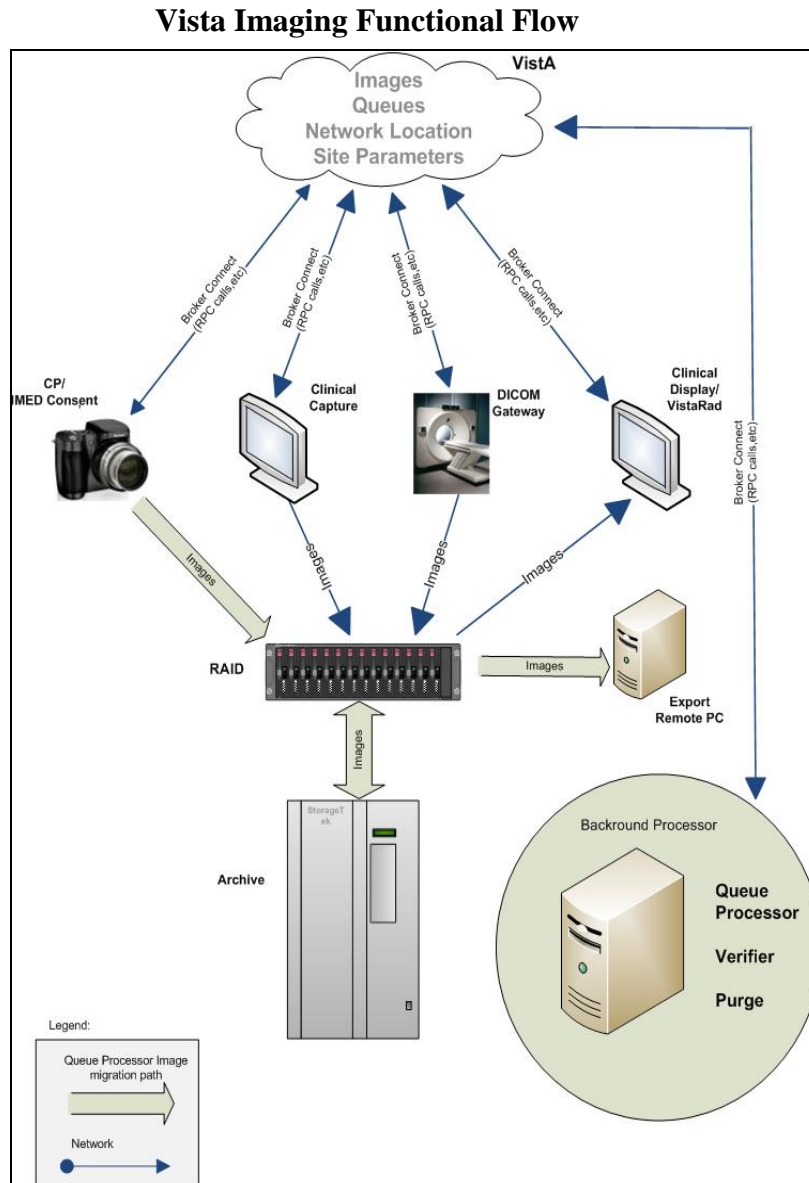 Vista Imaging Functional Flow
VistA
Images
Queues
Network Location
Site Parameters
Broker Connect
(RPC calls,etc)
Broker Connect
(RPC calls,etc)
Broker Connect
(RPC calls,etc)
Broker Connect
(RPC calls,etc)
Broker Connect
(RPC calls,etc)
CP/
IMED Consent
Clinical
Capture
DICOM
Gateway
Clinical
Display/
VistaRad
Images
Images
Images
Images
RAID
Images
Export
Remote PC
Images
StorageT
ek
Archive
Backround Processor
Queue
Processor
Verifier
Purge
Legend:
Queue Processor Image
migration path
Network